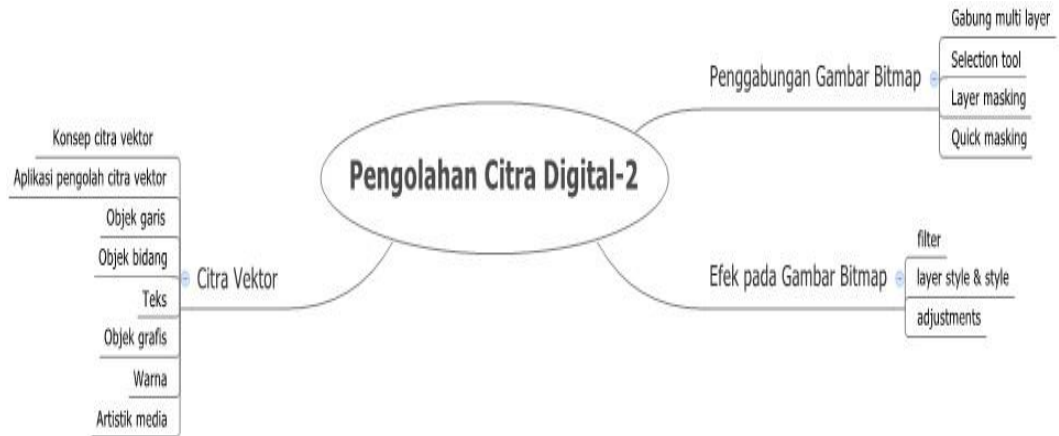 Pengolahan Citra Digital-2
Penggabungan Gambar Bitmap
Gabung multi layer
Selection tool
Layer masking
Quick masking
Efek pada Gambar Bitmap
filter
layer style & style
adjustments
Citra Vektor
Konsep citra vektor
Aplikasi pengolah citra vektor
Objek garis
Objek bidang
Teks
Objek grafis
Warna
Artistik media